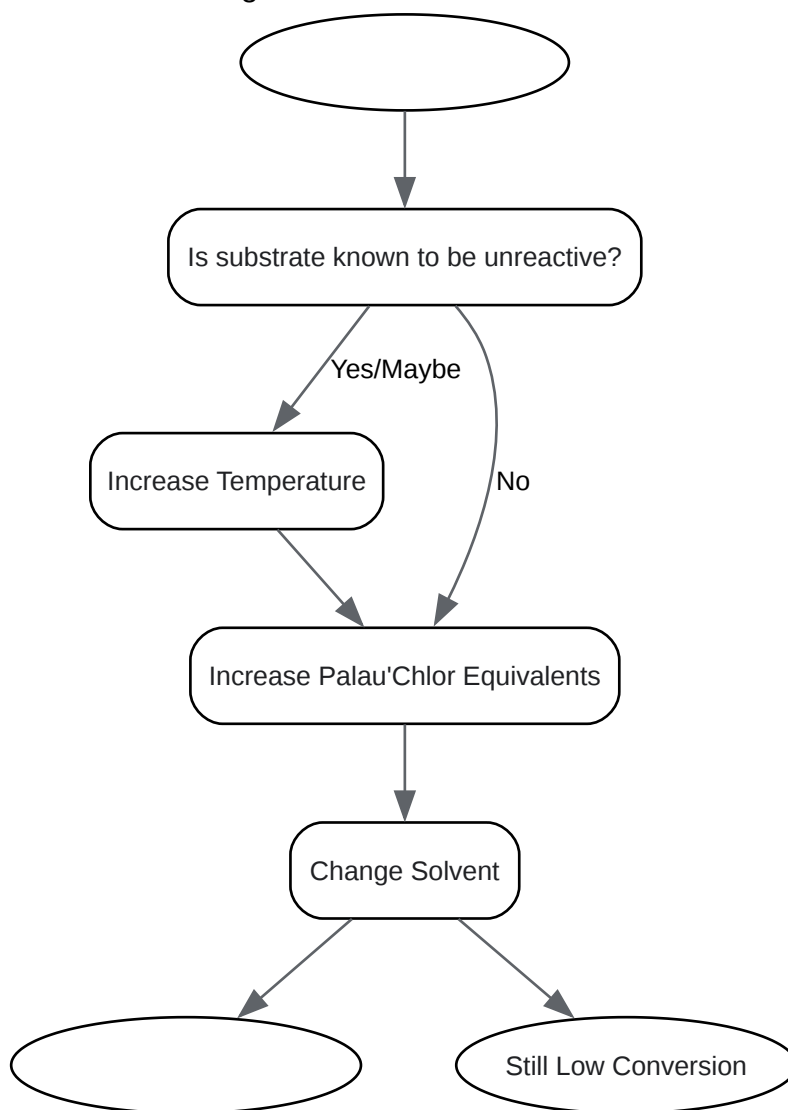 Is substrate known to be unreactive?
Yes/Maybe
Increase Temperature
No
Increase Palau'Chlor Equivalents
Change Solvent
Still Low Conversion